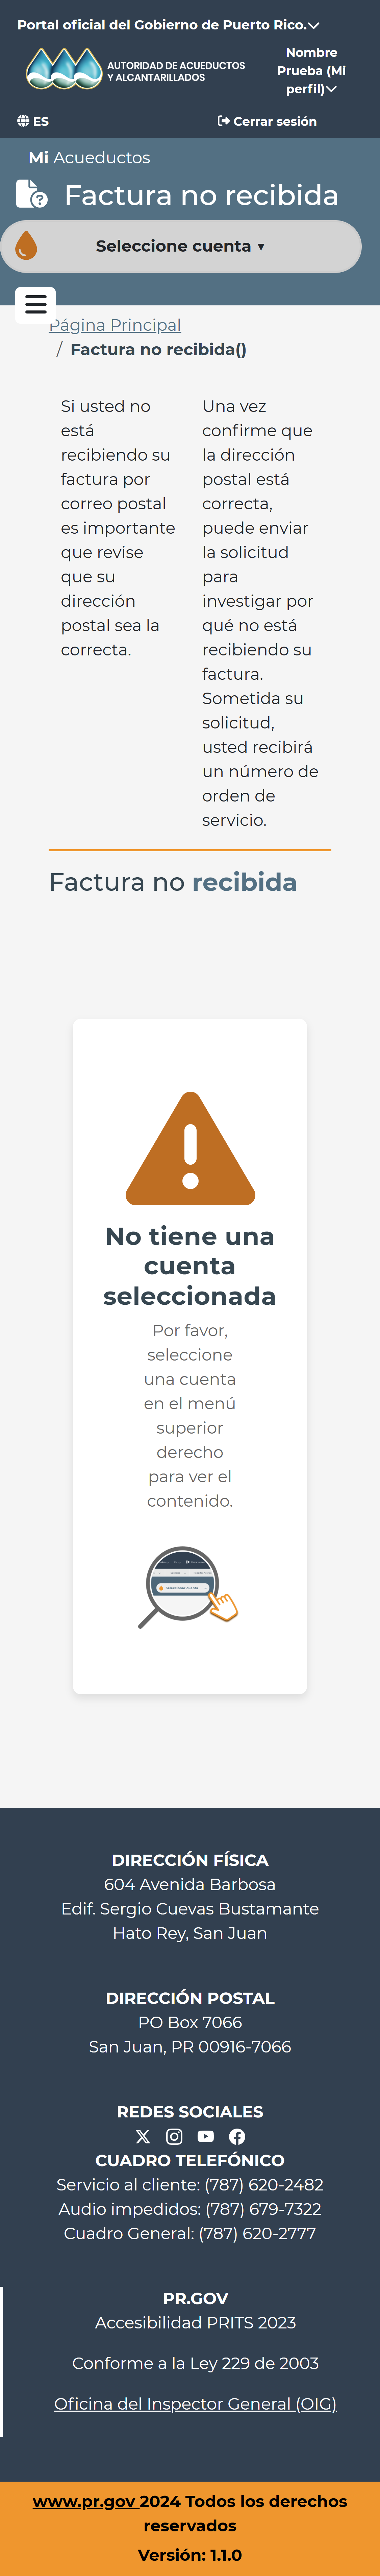 Portal oficial del Gobierno de Puerto Rico.
AUTORIDAD DE ACUEDUCTOS
Y ALCANTARILLADOS
Nombre
Prueba (Mi
perfil)
ES
Cerrar sesión
Mi Acueductos
Factura no recibida
Seleccione cuenta ▼
Página Principal
/ Factura no recibida()
Si usted no
está
recibiendo su
factura por
correo postal
es importante
que revise
que su
dirección
postal sea la
correcta.
Una vez
confirme que
la dirección
postal está
correcta,
puede enviar
la solicitud
para
investigar por
qué no está
recibiendo su
factura.
Sometida su
solicitud,
usted recibirá
un número de
orden de
servicio.
Factura no recibida
No tiene una
cuenta
seleccionada
Por favor,
seleccione
una cuenta
en el menú
superior
derecho
para ver el
contenido.
DIRECCIÓN FÍSICA
604 Avenida Barbosa
Edif. Sergio Cuevas Bustamante
Hato Rey, San Juan
DIRECCIÓN POSTAL
PO Box 7066
San Juan, PR 00916-7066
REDES SOCIALES
CUADRO TELEFÓNICO
Servicio al cliente: (787) 620-2482
Audio impedidos: (787) 679-7322
Cuadro General: (787) 620-2777
PR.GOV
Accesibilidad PRITS 2023
Conforme a la Ley 229 de 2003
Oficina del Inspector General (OIG)
www.pr.gov 2024 Todos los derechos
reservados
Versión: 1.1.0